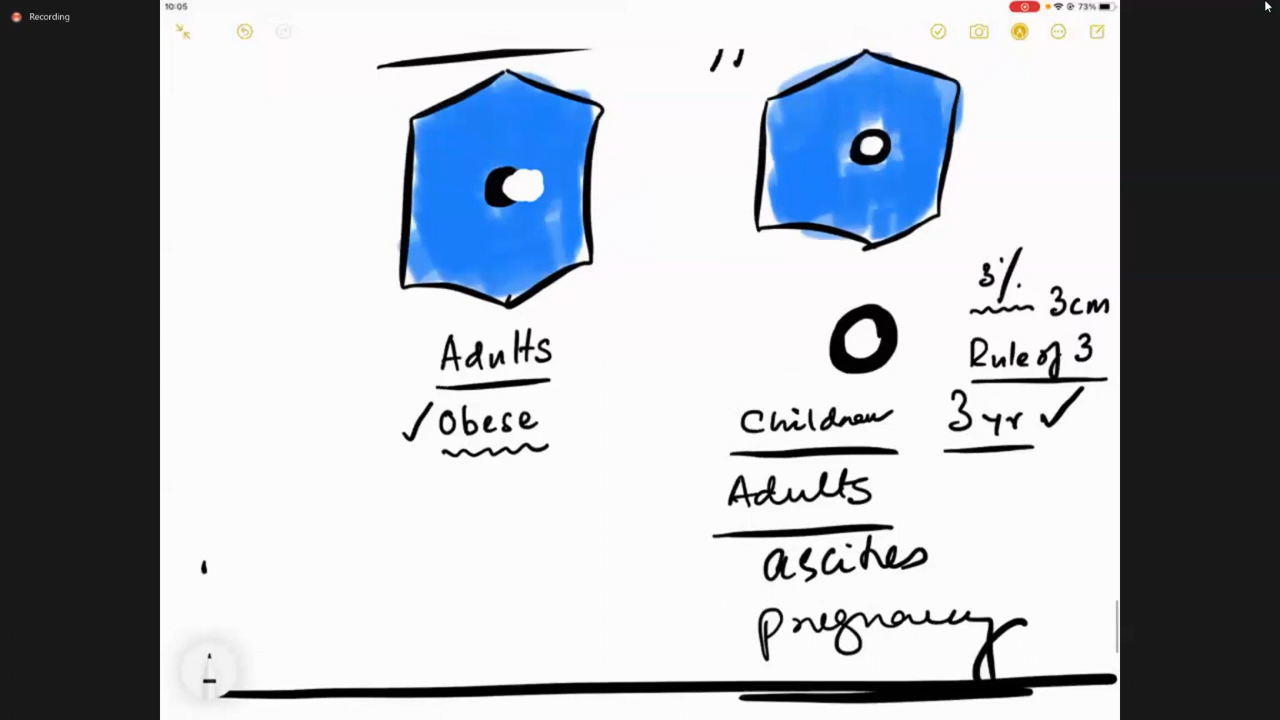 Recording
10:05
73%
"
3%
3cm
Rule of 3
Adults
✓ Obese
Children
3 yr ✓
Adults
ascites
pregnancy